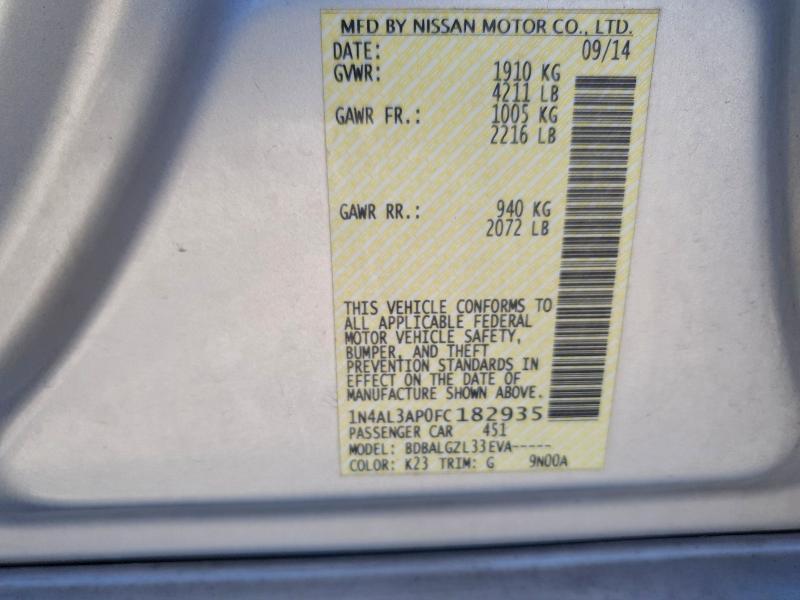 MFD BY NISSAN MOTOR CO., LTD.
DATE: 09/14
GVWR: 1910 KG
4211 LB
GAWR FR.: 1005 KG
2216 LB
GAWR RR.: 940 KG
2072 LB
THIS VEHICLE CONFORMS TO
ALL APPLICABLE FEDERAL
MOTOR VEHICLE SAFETY,
BUMPER, AND THEFT
PREVENTION STANDARDS IN
EFFECT ON THE DATE OF
MANUFACTURE SHOWN ABOVE.
1N4AL3AP0FC182935
PASSENGER CAR 451
MODEL: BDBALGZL33EVA-----
COLOR: K23 TRIM: G 9N00A